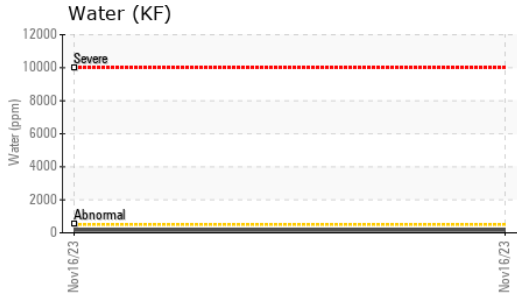 Water (KF)
12000
10000
8000
6000
4000
2000
0
Water (ppm)
Severe
Abnormal
Nov16/23
Nov16/23